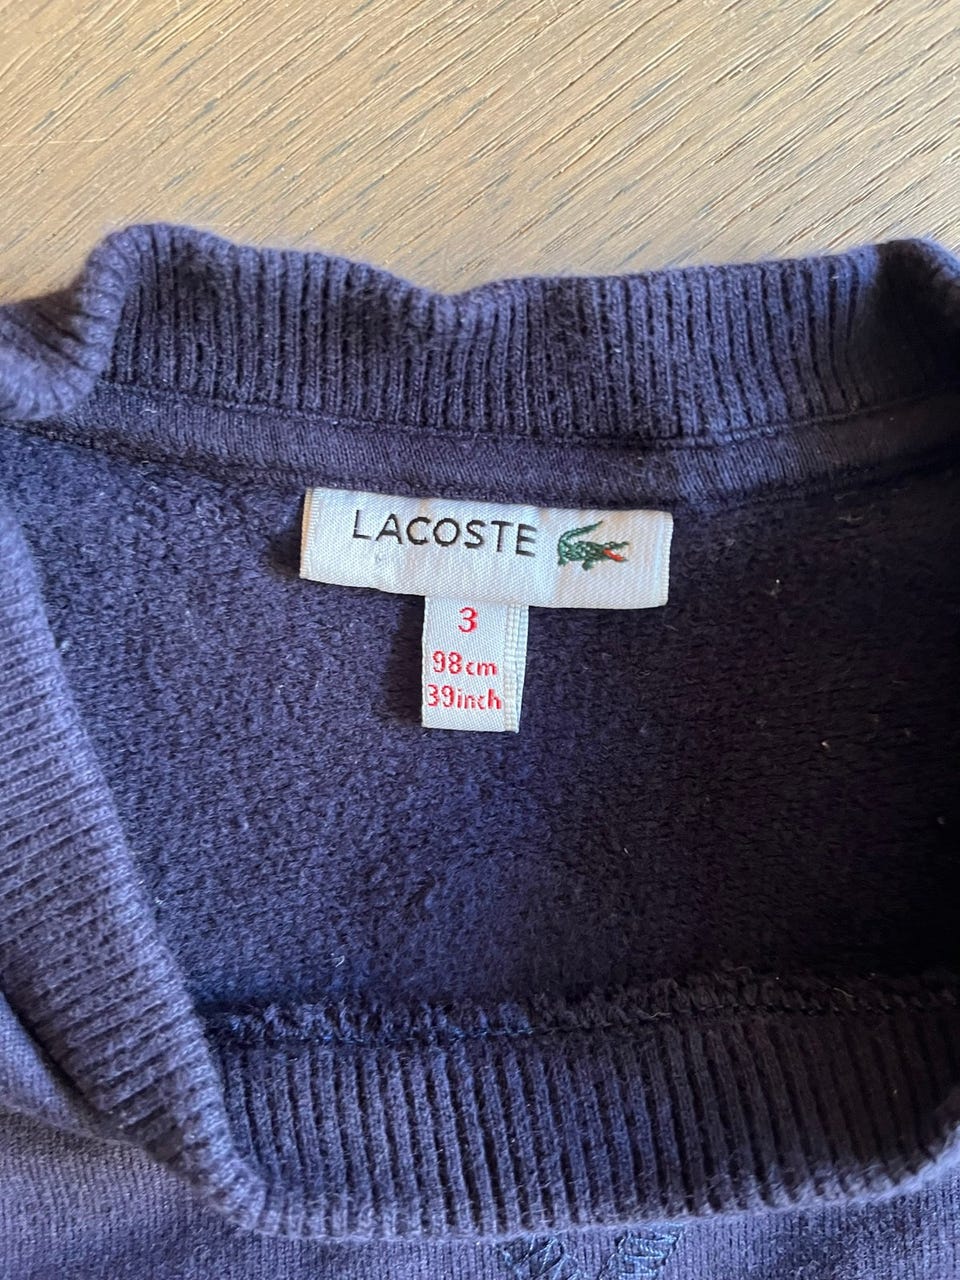 LACOSTE
3
98cm
39inch